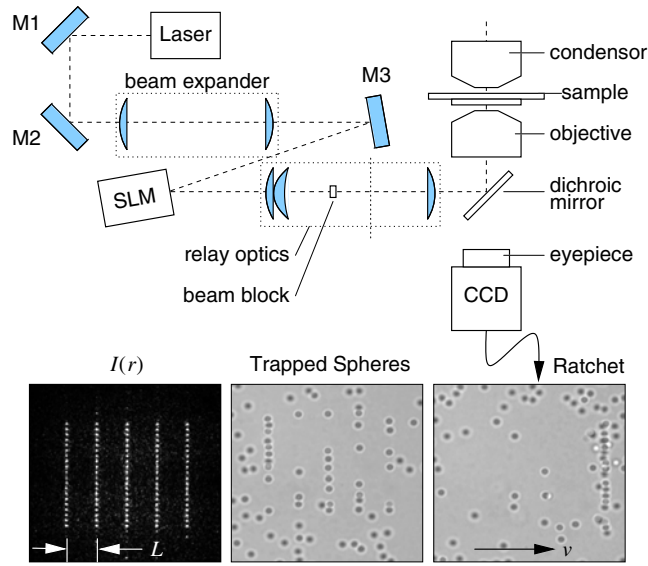 M1
Laser
condensor
beam expander
M3
sample
M2
objective
SLM
dichroic
mirror
relay optics
eyepiece
beam block
CCD
I(r)
Trapped Spheres
Ratchet
L
v